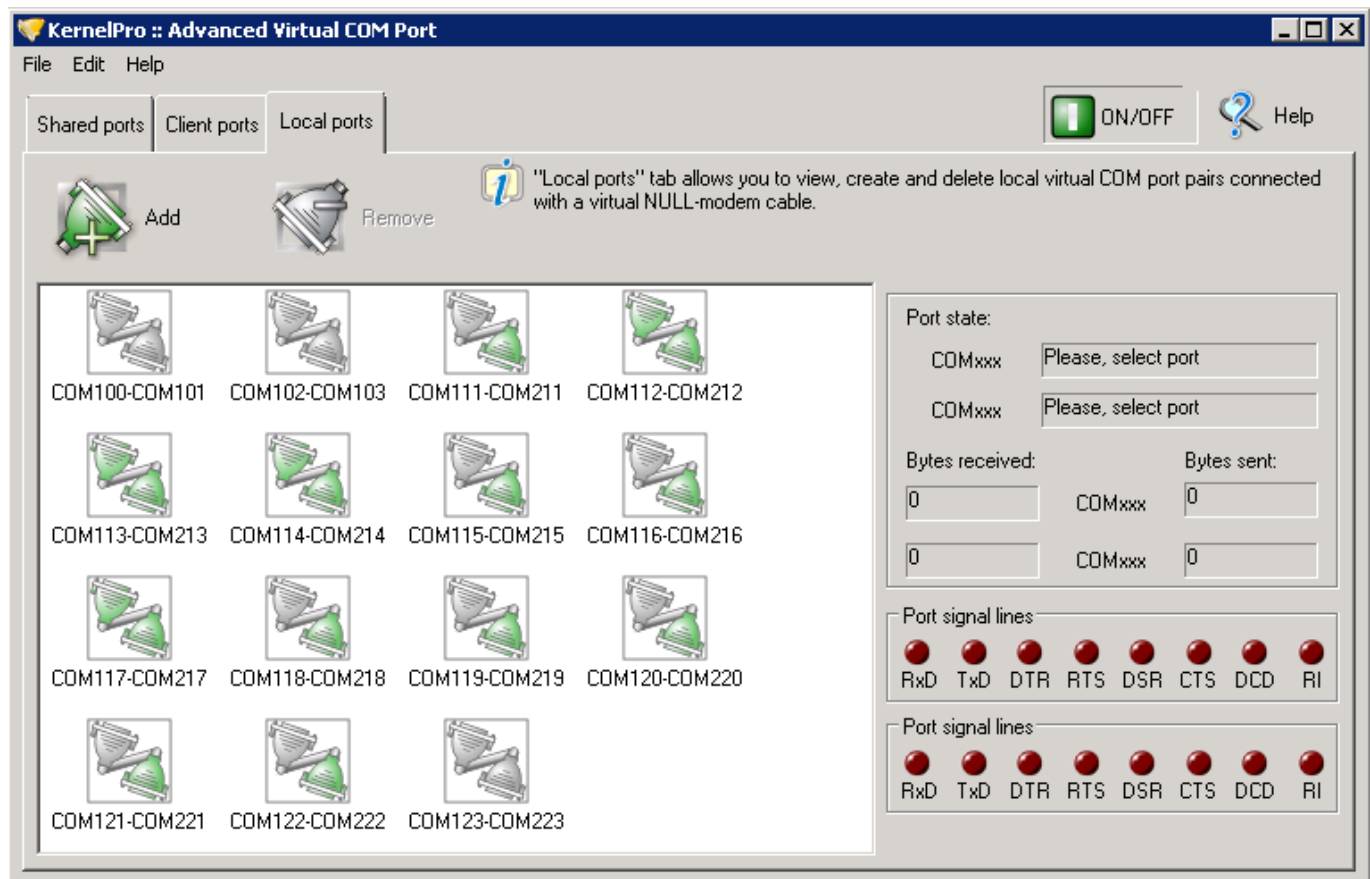 KernelPro :: Advanced Virtual COM Port
File Edit Help
Shared ports Client ports Local ports ON/OFF Help
Add Remove
"Local ports" tab allows you to view, create and delete local virtual COM port pairs connected
with a virtual NULL-modem cable.
COM100-COM101 COM102-COM103 COM111-COM211 COM112-COM212
COM113-COM213 COM114-COM214 COM115-COM215 COM116-COM216
COM117-COM217 COM118-COM218 COM119-COM219 COM120-COM220
COM121-COM221 COM122-COM222 COM123-COM223
Port state:
COMxxx Please, select port
COMxxx Please, select port
Bytes received: Bytes sent:
0 COMxxx 0
0 COMxxx 0
Port signal lines
RxD TxD DTR RTS DSR CTS DCD RI
Port signal lines
RxD TxD DTR RTS DSR CTS DCD RI